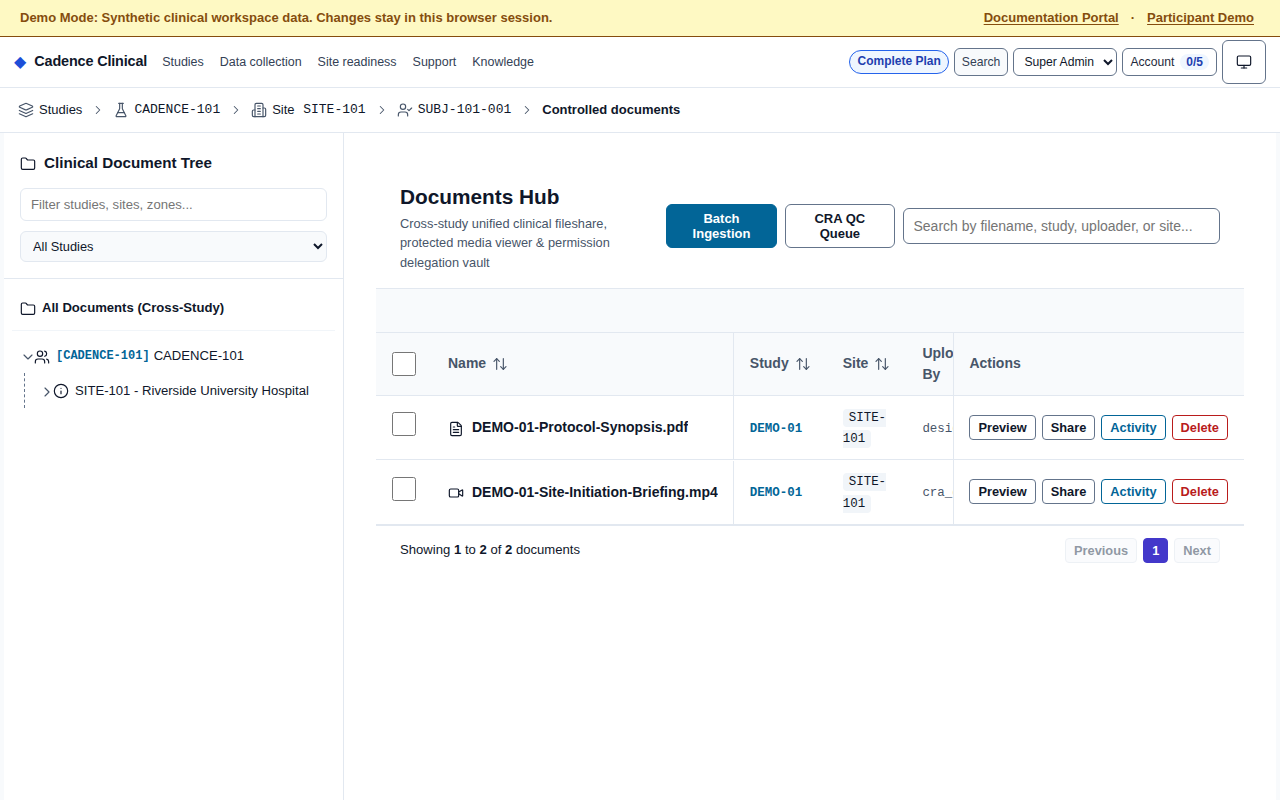 Demo Mode: Synthetic clinical workspace data. Changes stay in this browser session.
Documentation Portal · Participant Demo
Cadence Clinical Studies Data collection Site readiness Support Knowledge Complete Plan Search Super Admin Account 0/5
Studies CADENCE-101 Site SITE-101 SUBJ-101-001 Controlled documents
Clinical Document Tree
Filter studies, sites, zones...
All Studies
All Documents (Cross-Study)
[CADENCE-101] CADENCE-101
SITE-101 - Riverside University Hospital
Documents Hub
Cross-study unified clinical fileshare,
protected media viewer & permission
delegation vault
Batch
Ingestion
CRA QC
Queue
Search by filename, study, uploader, or site...
Name Study Site Uplo
By
Actions
DEMO-01-Protocol-Synopsis.pdf DEMO-01 SITE-
101
desi
Preview Share Activity Delete
DEMO-01-Site-Initiation-Briefing.mp4 DEMO-01 SITE-
101
cra_
Preview Share Activity Delete
Showing 1 to 2 of 2 documents
Previous 1 Next